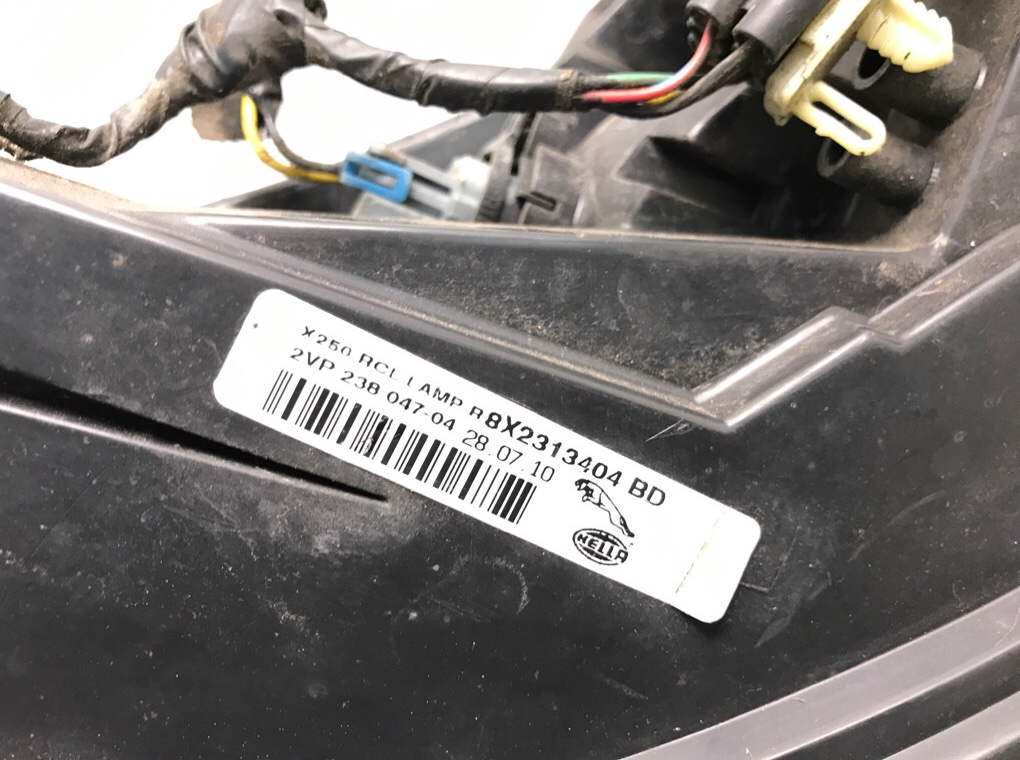 X250 RCL LAMP R 8X2313404 BD
2VP 238 047-04 28.07.10
HELLA